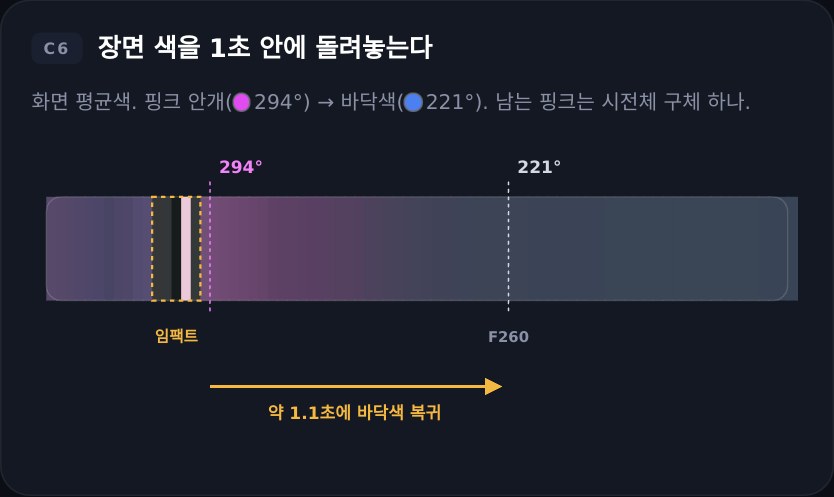 C6 장면 색을 1초 안에 돌려놓는다
화면 평균색. 핑크 안개(294°) → 바닷색(221°). 남는 핑크는 시전체 구체 하나.
294° 221°
임팩트 F260
약 1.1초에 바닷색 복귀